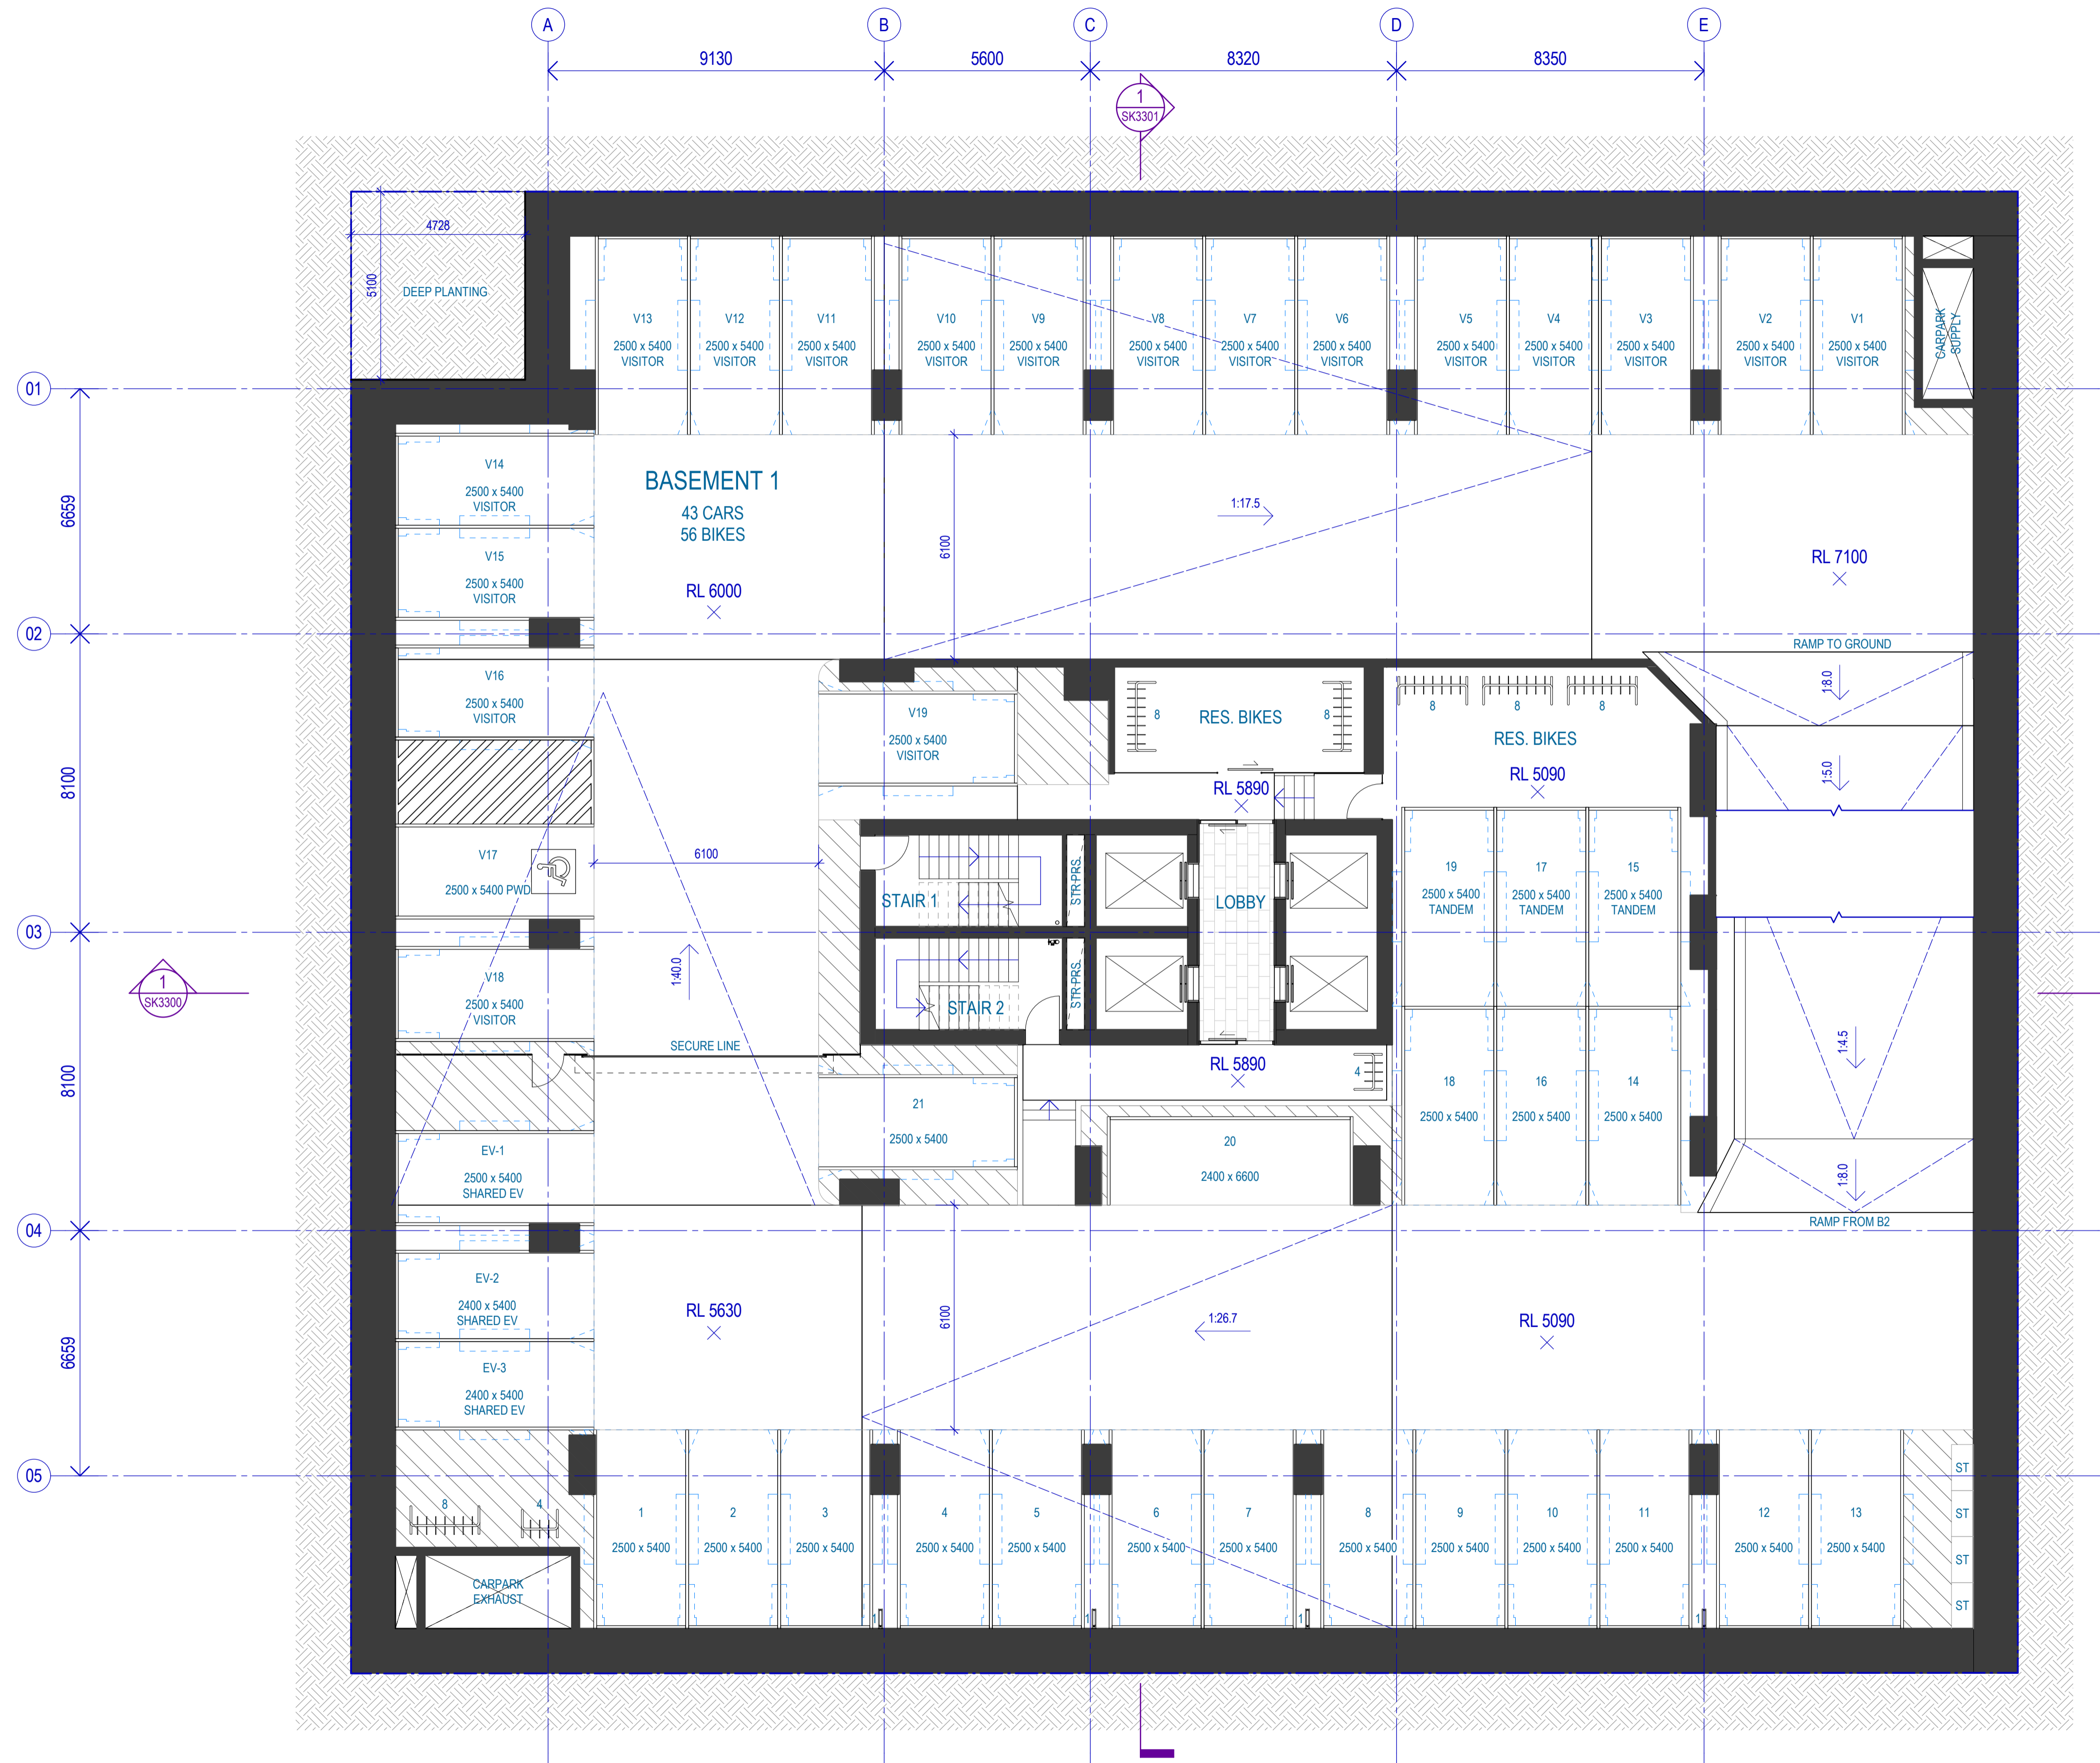 A
B
C
D
E
9130
5600
8320
8350
1
SK3301
4728
5100
DEEP PLANTING
V13
2500 x 5400
VISITOR
V12
2500 x 5400
VISITOR
V11
2500 x 5400
VISITOR
V10
2500 x 5400
VISITOR
V9
2500 x 5400
VISITOR
V8
2500 x 5400
VISITOR
V7
2500 x 5400
VISITOR
V6
2500 x 5400
VISITOR
V5
2500 x 5400
VISITOR
V4
2500 x 5400
VISITOR
V3
2500 x 5400
VISITOR
V2
2500 x 5400
VISITOR
V1
2500 x 5400
VISITOR
CARPARK
SUPPLY
01
6659
V14
2500 x 5400
VISITOR
BASEMENT 1
43 CARS
56 BIKES
1:17.5
6100
V15
2500 x 5400
VISITOR
RL 6000
RL 7100
02
RAMP TO GROUND
1:8.0
V16
2500 x 5400
VISITOR
V19
2500 x 5400
VISITOR
8
RES. BIKES
8
8
8
8
RES. BIKES
RL 5090
1:5.0
8100
RL 5890
V17
2500 x 5400 PWD
6100
STAIR 1
STR PRS.
LOBBY
19
2500 x 5400
TANDEM
17
2500 x 5400
TANDEM
15
2500 x 5400
TANDEM
03
1
SK3300
V18
2500 x 5400
VISITOR
1:40.0
STAIR 2
STR PRS.
SECURE LINE
1:4.5
8100
RL 5890
4
21
2500 x 5400
18
2500 x 5400
16
2500 x 5400
14
2500 x 5400
20
2400 x 6600
EV-1
2500 x 5400
SHARED EV
1:8.0
RAMP FROM B2
04
EV-2
2400 x 5400
SHARED EV
RL 5630
6100
1:26.7
RL 5090
6659
EV-3
2400 x 5400
SHARED EV
05
8
4
1
2500 x 5400
2
2500 x 5400
3
2500 x 5400
4
2500 x 5400
5
2500 x 5400
6
2500 x 5400
7
2500 x 5400
8
2500 x 5400
9
2500 x 5400
10
2500 x 5400
11
2500 x 5400
12
2500 x 5400
13
2500 x 5400
ST
ST
ST
ST
CARPARK
EXHAUST
1
1
1
1